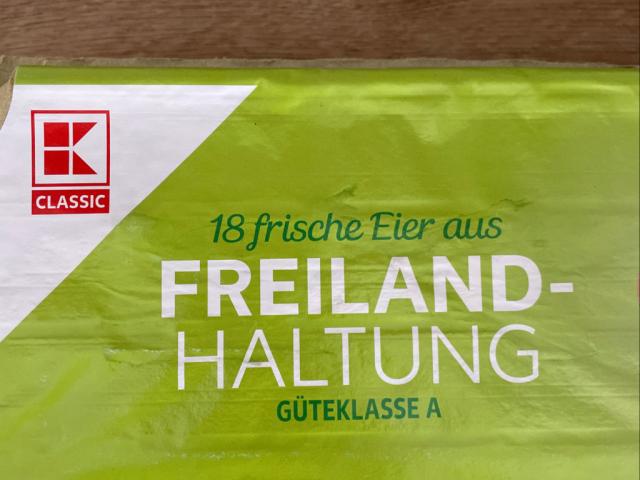 K
CLASSIC
18 frische Eier aus
FREILAND-
HALTUNG
GÜTEKLASSE A